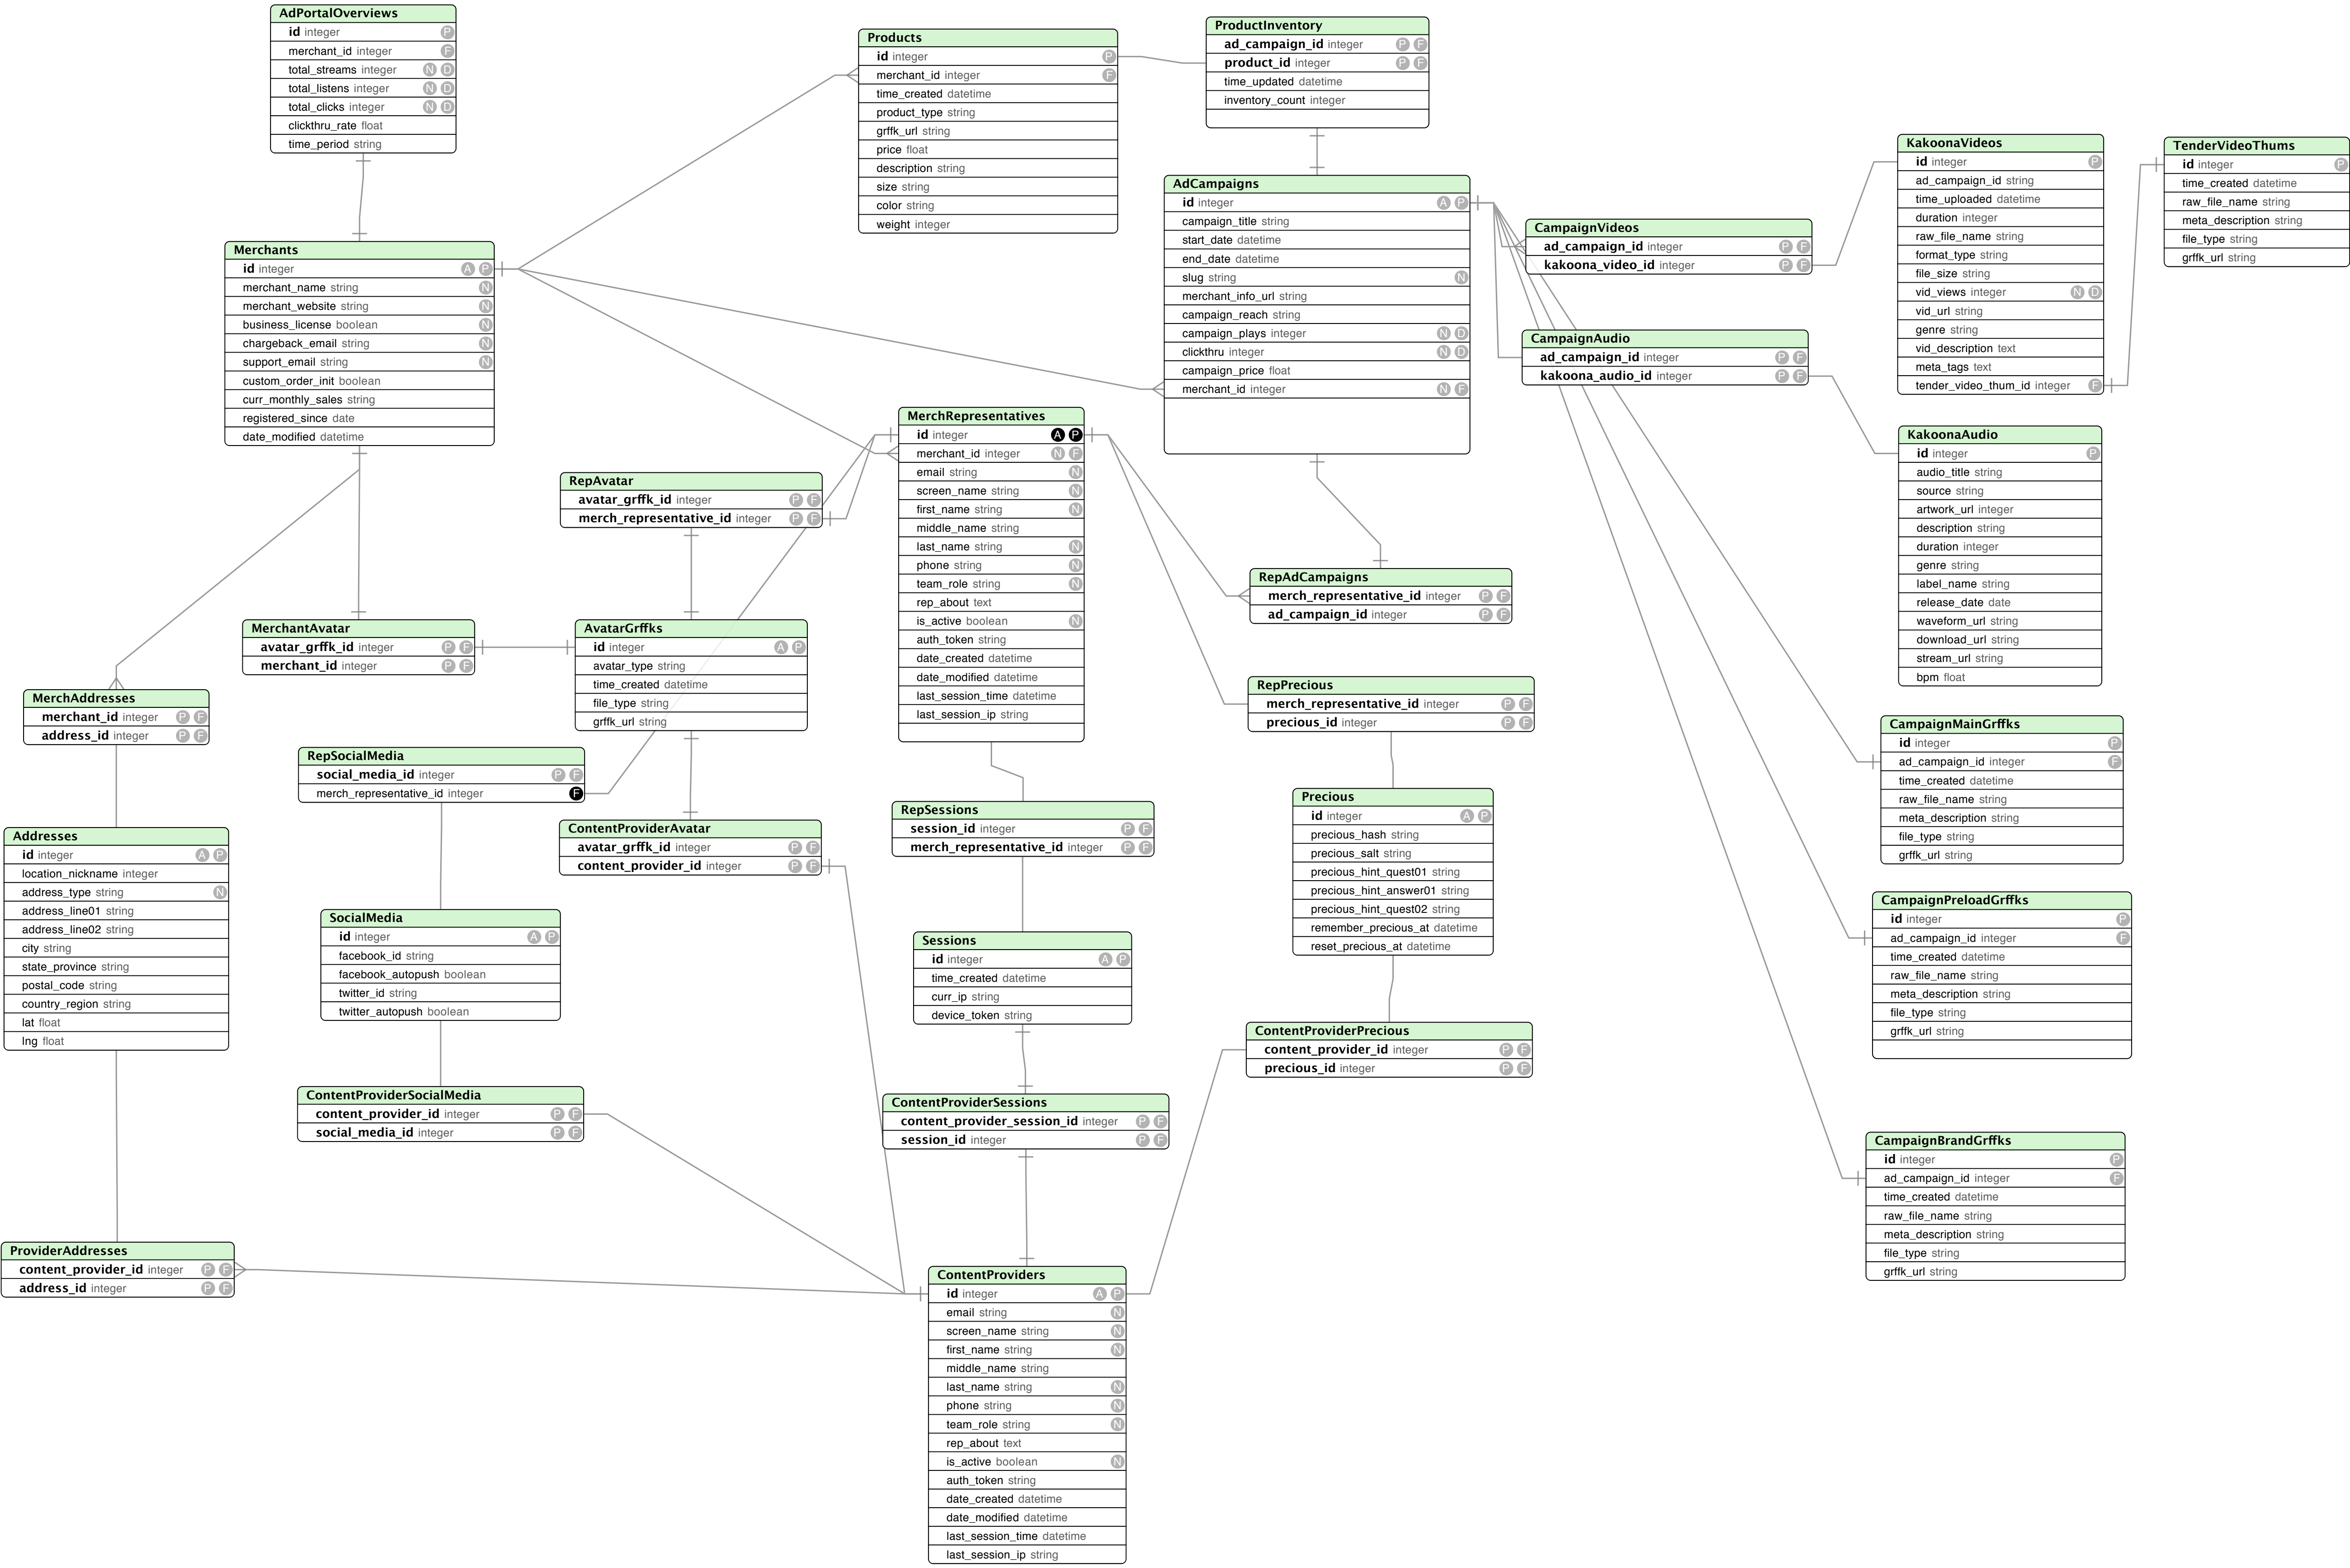 AdPortalOverviews
id integer P
merchant_id integer F
total_streams integer N D
total_listens integer N D
total_clicks integer N D
clickthru_rate float
time_period string
Products
id integer P
merchant_id integer F
time_created datetime
product_type string
grffk_url string
price float
description string
size string
color string
weight integer
ProductInventory
ad_campaign_id integer P F
product_id integer P F
time_updated datetime
inventory_count integer
KakoonaVideos
id integer P
ad_campaign_id string
time_uploaded datetime
duration integer
raw_file_name string
format_type string
file_size string
vid_views integer N D
vid_url string
genre string
vid_description text
meta_tags text
tender_video_thum_id integer F
TenderVideoThums
id integer P
time_created datetime
raw_file_name string
meta_description string
file_type string
grffk_url string
AdCampaigns
id integer A P
campaign_title string
start_date datetime
end_date datetime
slug string N
merchant_info_url string
campaign_reach string
campaign_plays integer N D
clickthru integer N D
campaign_price float
merchant_id integer N F
CampaignVideos
ad_campaign_id integer P F
kakoona_video_id integer P F
CampaignAudio
ad_campaign_id integer P F
kakoona_audio_id integer P F
Merchants
id integer A P
merchant_name string N
merchant_website string N
business_license boolean N
chargeback_email string N
support_email string N
custom_order_init boolean
curr_monthly_sales string
registered_since date
date_modified datetime
MerchRepresentatives
id integer A P
merchant_id integer N F
email string N
screen_name string N
first_name string N
middle_name string
last_name string N
phone string N
team_role string N
rep_about text
is_active boolean N
auth_token string
date_created datetime
date_modified datetime
last_session_time datetime
last_session_ip string
KakoonaAudio
id integer P
audio_title string
source string
artwork_url integer
description string
duration integer
genre string
label_name string
release_date date
waveform_url string
download_url string
stream_url string
bpm float
RepAvatar
avatar_grffk_id integer P F
merch_representative_id integer P F
RepAdCampaigns
merch_representative_id integer P F
ad_campaign_id integer P F
MerchantAvatar
avatar_grffk_id integer P F
merchant_id integer P F
AvatarGrffks
id integer A P
avatar_type string
time_created datetime
file_type string
grffk_url string
RepPrecious
merch_representative_id integer P F
precious_id integer P F
MerchAddresses
merchant_id integer P F
address_id integer P F
CampaignMainGrffks
id integer P
ad_campaign_id integer F
time_created datetime
raw_file_name string
meta_description string
file_type string
grffk_url string
RepSocialMedia
social_media_id integer P F
merch_representative_id integer F
Precious
id integer A P
precious_hash string
precious_salt string
precious_hint_quest01 string
precious_hint_answer01 string
precious_hint_quest02 string
remember_precious_at datetime
reset_precious_at datetime
RepSessions
session_id integer P F
merch_representative_id integer P F
ContentProviderAvatar
avatar_grffk_id integer P F
content_provider_id integer P F
Addresses
id integer A P
location_nickname integer
address_type string N
address_line01 string
address_line02 string
city string
state_province string
postal_code string
country_region string
lat float
lng float
CampaignPreloadGrffks
id integer P
ad_campaign_id integer F
time_created datetime
raw_file_name string
meta_description string
file_type string
grffk_url string
SocialMedia
id integer A P
facebook_id string
facebook_autopush boolean
twitter_id string
twitter_autopush boolean
Sessions
id integer A P
time_created datetime
curr_ip string
device_token string
ContentProviderPrecious
content_provider_id integer P F
precious_id integer P F
ContentProviderSocialMedia
content_provider_id integer P F
social_media_id integer P F
ContentProviderSessions
content_provider_session_id integer P F
session_id integer P F
CampaignBrandGrffks
id integer P
ad_campaign_id integer F
time_created datetime
raw_file_name string
meta_description string
file_type string
grffk_url string
ProviderAddresses
content_provider_id integer P F
address_id integer P F
ContentProviders
id integer A P
email string N
screen_name string N
first_name string N
middle_name string
last_name string N
phone string N
team_role string N
rep_about text
is_active boolean N
auth_token string
date_created datetime
date_modified datetime
last_session_time datetime
last_session_ip string